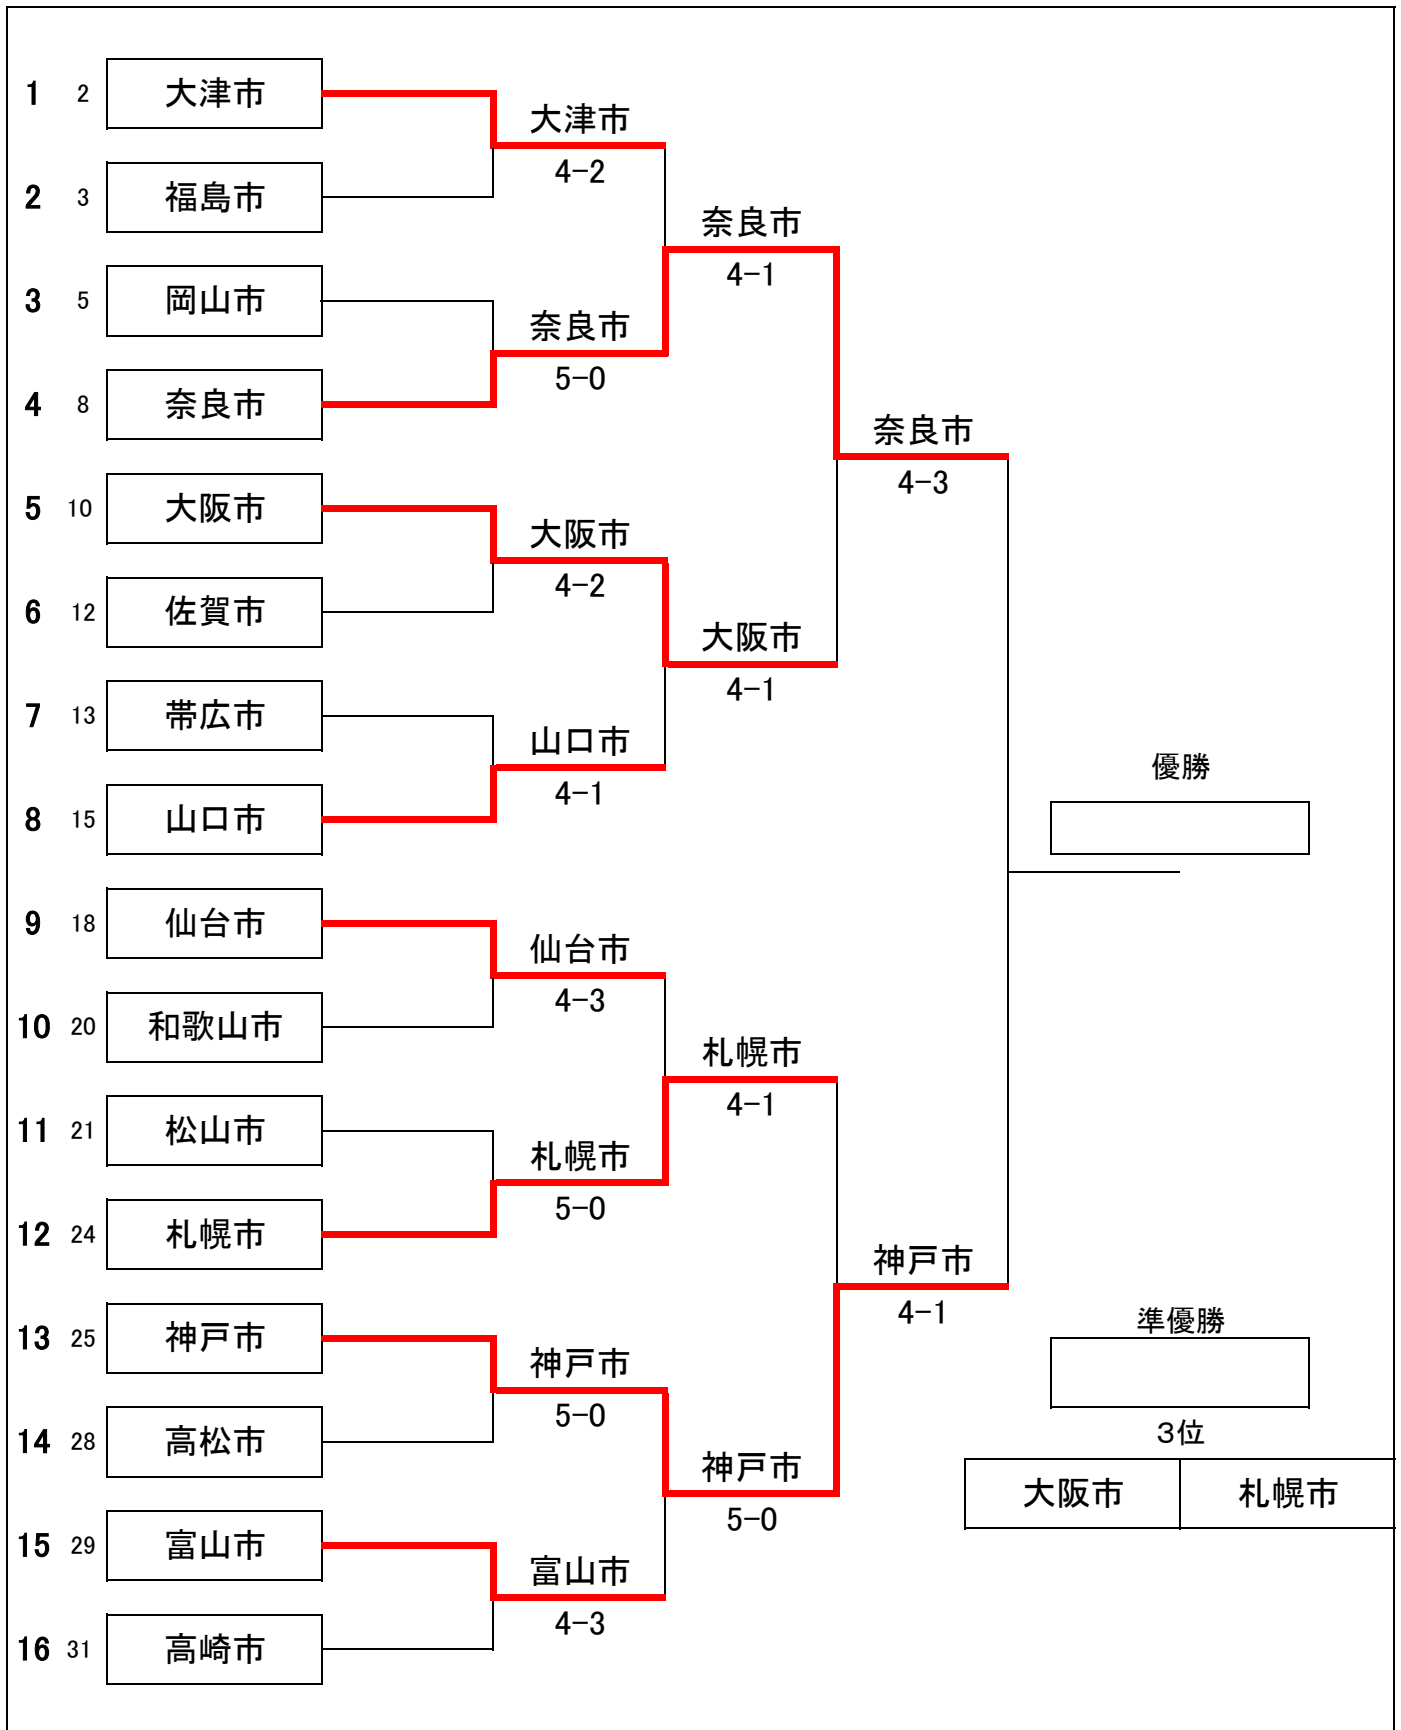 1 2 大津市
大津市
4-2
2 3 福島市
奈良市
4-1
3 5 岡山市
奈良市
5-0
4 8 奈良市
奈良市
4-3
5 10 大阪市
大阪市
4-2
6 12 佐賀市
大阪市
4-1
7 13 帯広市
山口市
4-1
8 15 山口市
優勝
9 18 仙台市
仙台市
4-3
10 20 和歌山市
札幌市
4-1
11 21 松山市
札幌市
5-0
12 24 札幌市
神戸市
4-1
13 25 神戸市
神戸市
5-0
準優勝
14 28 高松市
3位
神戸市
5-0
大阪市 札幌市
15 29 富山市
富山市
4-3
16 31 高崎市